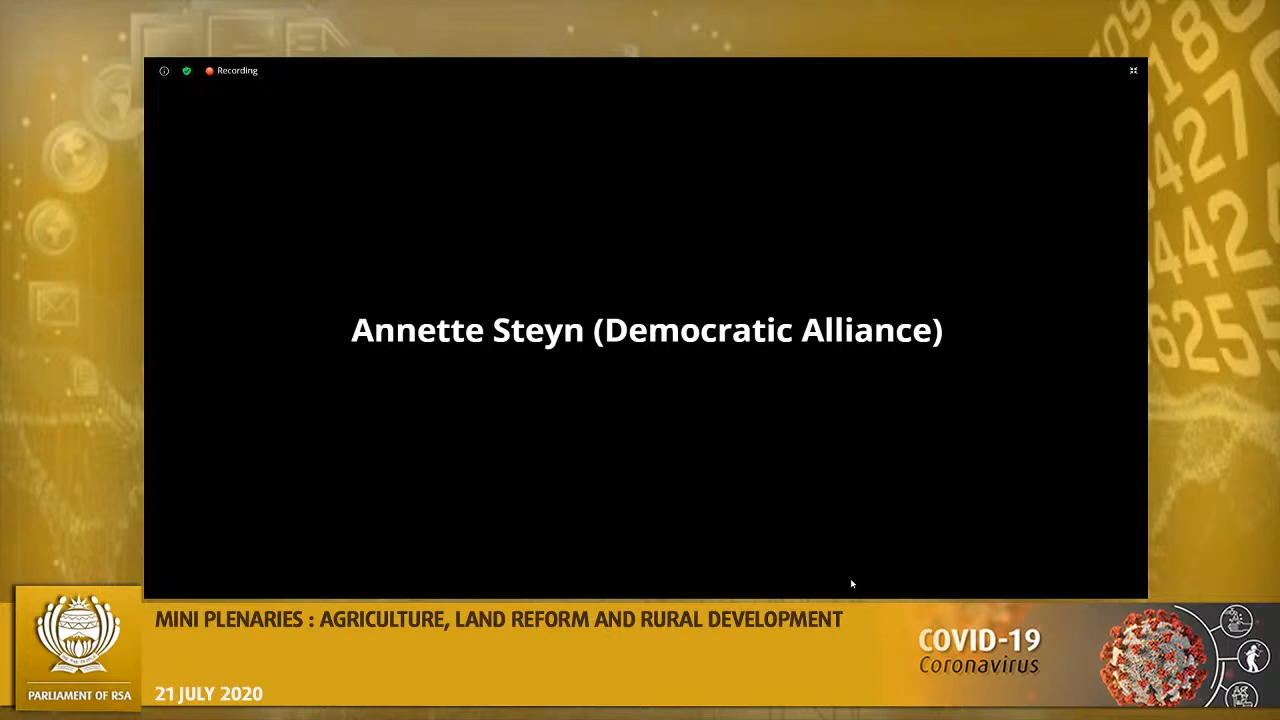 Recording
Annette Steyn (Democratic Alliance)
MINI PLENARIES : AGRICULTURE, LAND REFORM AND RURAL DEVELOPMENT
COVID-19
Coronavirus
PARLIAMENT OF RSA
21 JULY 2020